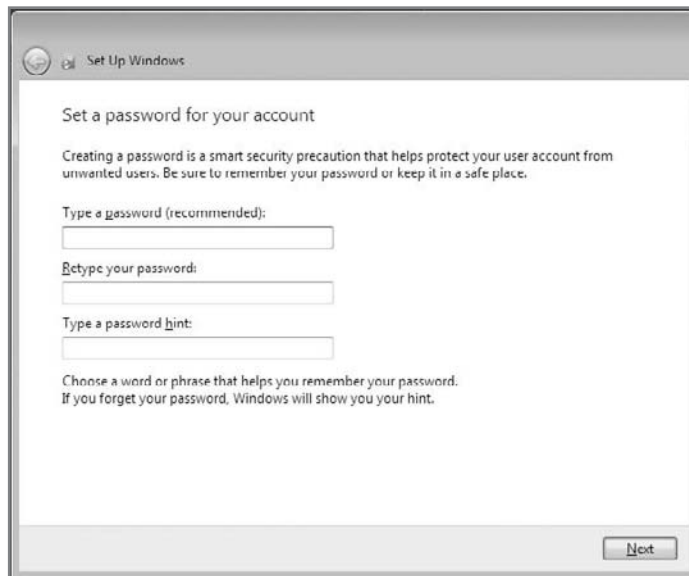 Set Up Windows
Set a password for your account
Creating a password is a smart security precaution that helps protect your user account from
unwanted users. Be sure to remember your password or keep it in a safe place.
Type a password (recommended):
Retype your password:
Type a password hint:
Choose a word or phrase that helps you remember your password.
If you forget your password, Windows will show you your hint.
Next